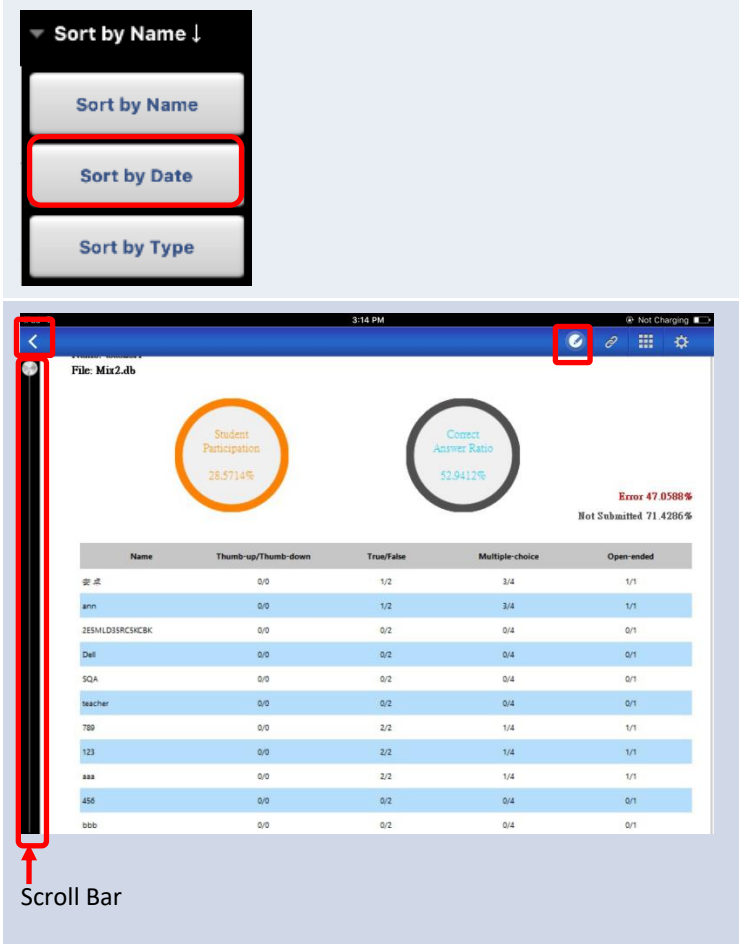 Sort by Name ↓
Sort by Name
Sort by Date
Sort by Type
3:14 PM Not Charging
File: Mix2.db
Student
Participation
28.5714%
Correct
Answer Ratio
52.9412%
Error 47.0588%
Not Submitted 71.4286%
Name Thumb-up/Thumb-down True/False Multiple-choice Open-ended
0/0 1/2 3/4 1/1
ann 0/0 1/2 3/4 1/1
2ESMLD3SRCSKCBK 0/0 0/2 0/4 0/1
Dell 0/0 0/2 0/4 0/1
SQA 0/0 0/2 0/4 0/1
teacher 0/0 0/2 0/4 0/1
789 0/0 2/2 1/4 1/1
123 0/0 2/2 1/4 1/1
aaa 0/0 2/2 1/4 1/1
456 0/0 0/2 0/4 0/1
bbb 0/0 0/2 0/4 0/1
Scroll Bar